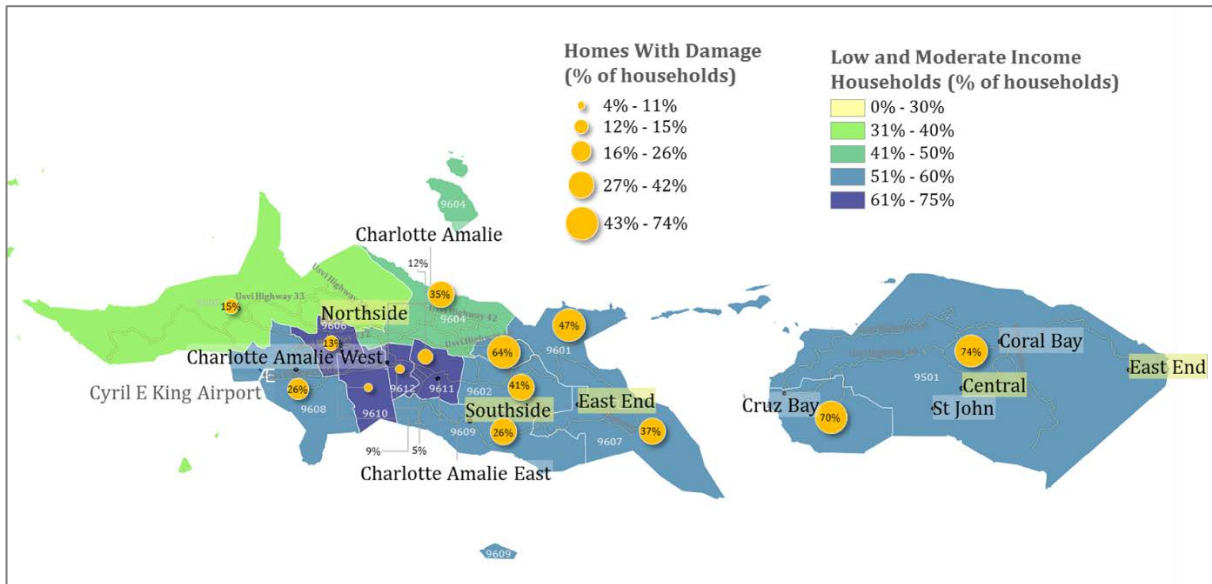 Homes With Damage
(% of households)
4% - 11%
12% - 15%
16% - 26%
27% - 42%
43% - 74%
Low and Moderate Income
Households (% of households)
0% - 30%
31% - 40%
41% - 50%
51% - 60%
61% - 75%
9604
Charlotte Amalie
12%
35%
Usvi Highway 33
15%
Northside
9604
9606
13%
47%
9601
64%
Charlotte Amalie West
Cyril E King Airport
26%
9608
9612
9611
9602
41%
9610
Southside
East End
9609
26%
9607
37%
9%
5%
Charlotte Amalie East
9609
74%
Coral Bay
East End
9501
Central
Cruz Bay
St John
70%